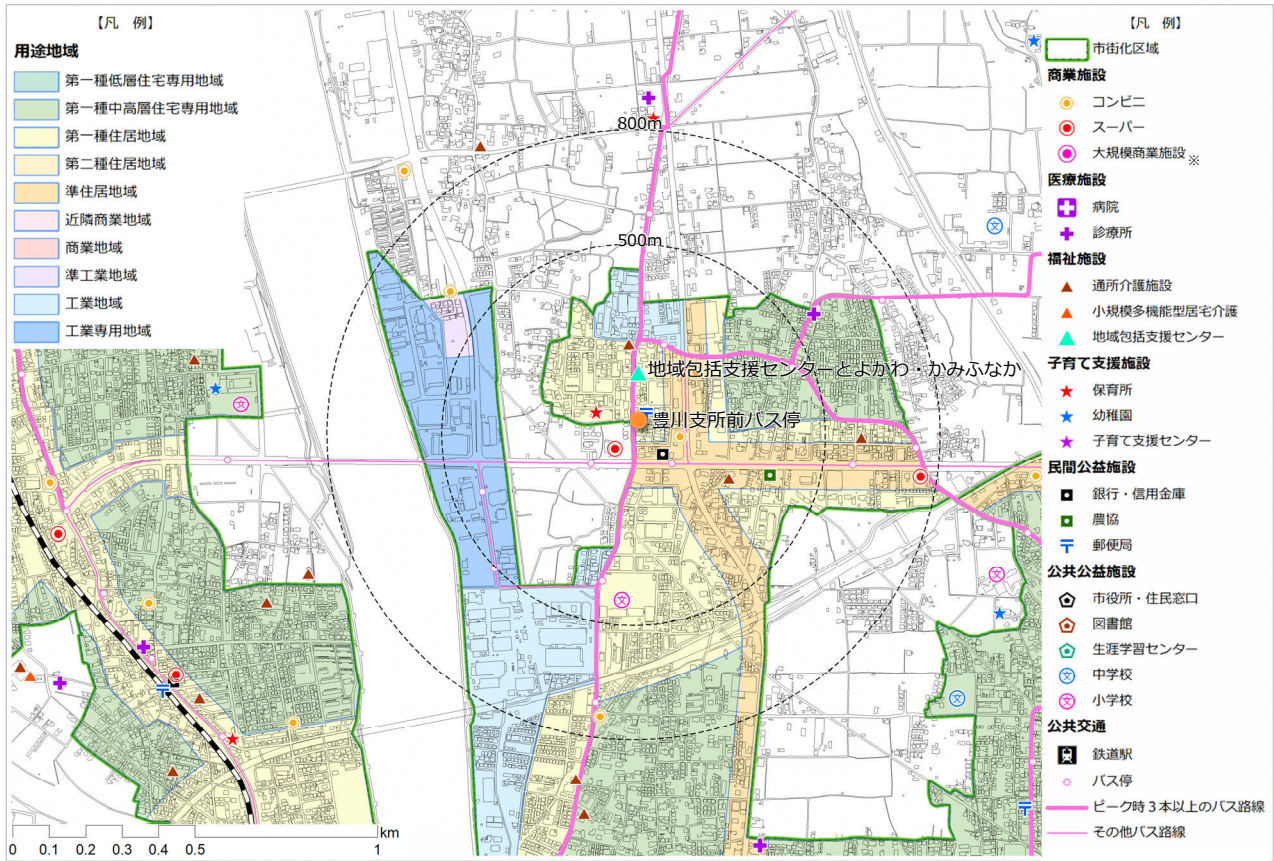 【凡 例】
用途地域
第一種低層住宅専用地域
第一種中高層住宅専用地域
第一種住居地域
第二種住居地域
準住居地域
近隣商業地域
商業地域
準工業地域
工業地域
工業専用地域
800m
500m
地域包括支援センターとよかわ・かみふなか
豊川支所前バス停
文
文
文
文
文
km
0 0.1 0.2 0.3 0.4 0.5 1
【凡 例】
市街化区域
商業施設
コンビニ
スーパー
大規模商業施設※
医療施設
病院
診療所
福祉施設
通所介護施設
小規模多機能型居宅介護
地域包括支援センター
子育て支援施設
保育所
幼稚園
子育て支援センター
民間公益施設
銀行・信用金庫
農協
郵便局
公共公益施設
市役所・住民窓口
図書館
生涯学習センター
文 中学校
文 小学校
公共交通
鉄道駅
バス停
ピーク時3本以上のバス路線
その他バス路線